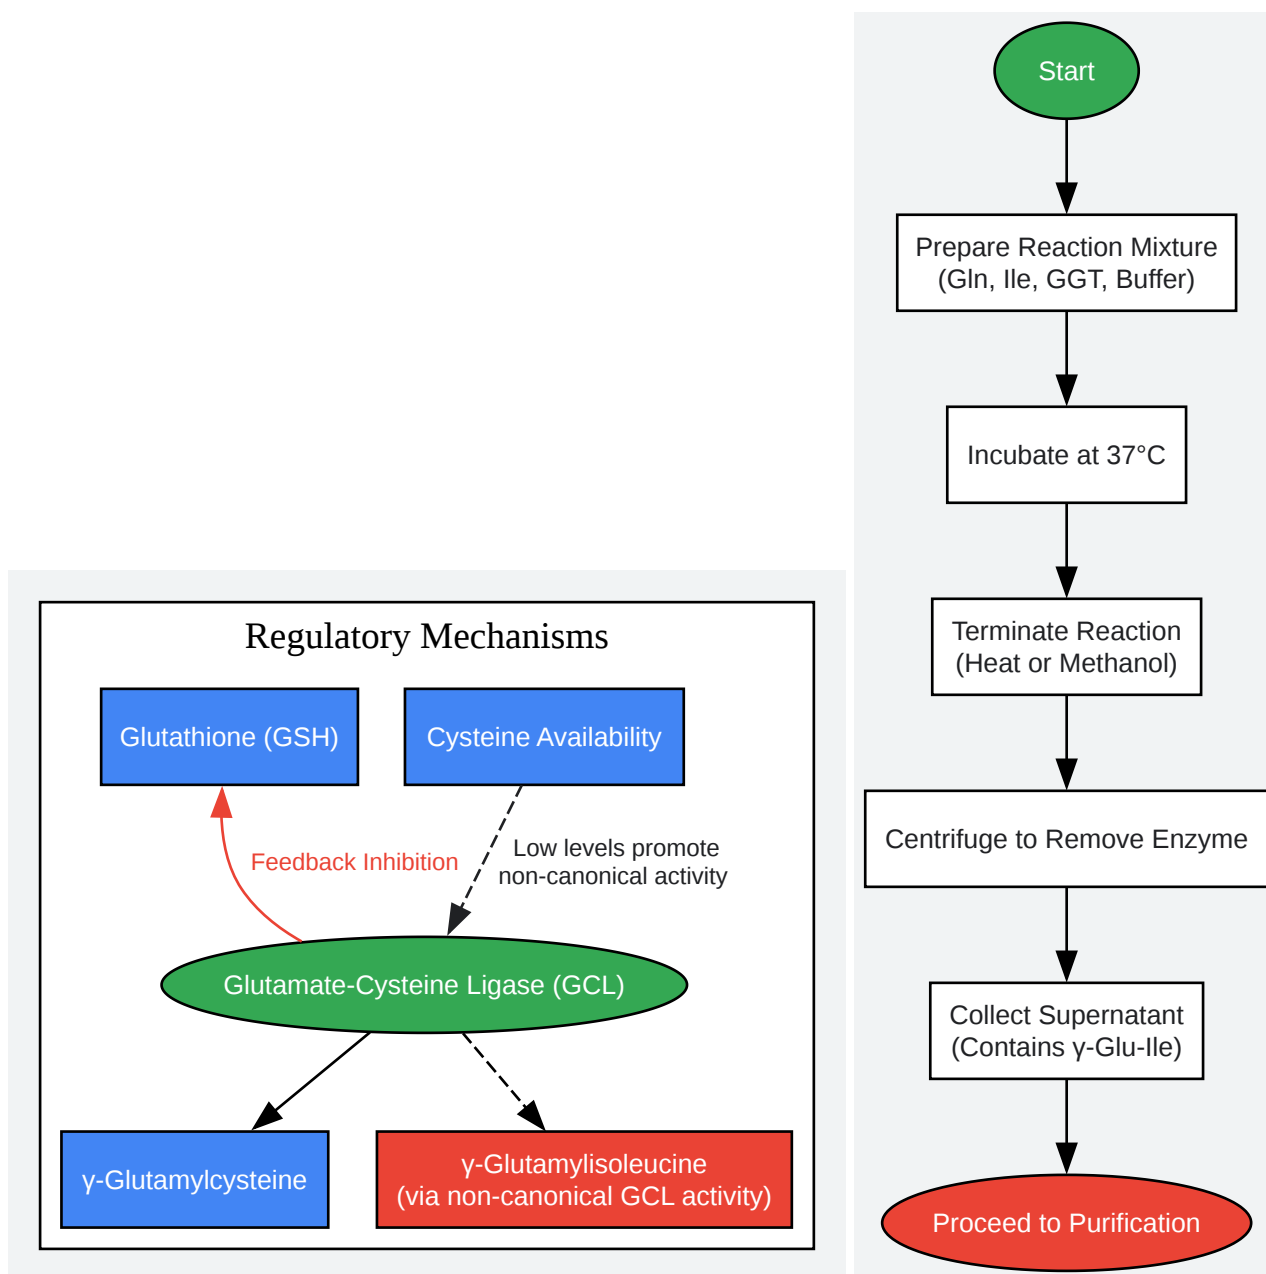 Regulatory Mechanisms
Glutathione (GSH)
Cysteine Availability
Feedback Inhibition
Low levels promote
non-canonical activity
Glutamate-Cysteine Ligase (GCL)
γ-Glutamylcysteine
γ-Glutamylisoleucine
(via non-canonical GCL activity)
Start
Prepare Reaction Mixture
(Gln, Ile, GGT, Buffer)
Incubate at 37°C
Terminate Reaction
(Heat or Methanol)
Centrifuge to Remove Enzyme
Collect Supernatant
(Contains γ-Glu-Ile)
Proceed to Purification